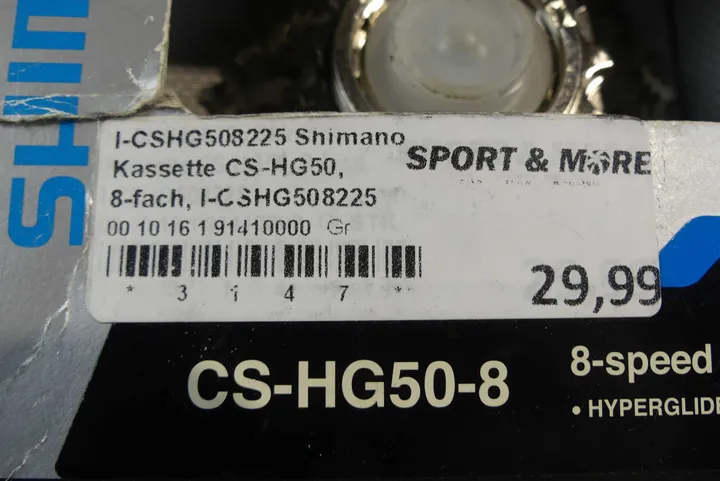 SHIM
I-CSHG508225 Shimano
Kassette CS-HG50,
8-fach, I-CSHG508225
SPORT & MORE
00 10 16 1 91410000 Gr
* 3 1 4 7 *
29,99
CS-HG50-8
8-speed
• HYPERGLIDE